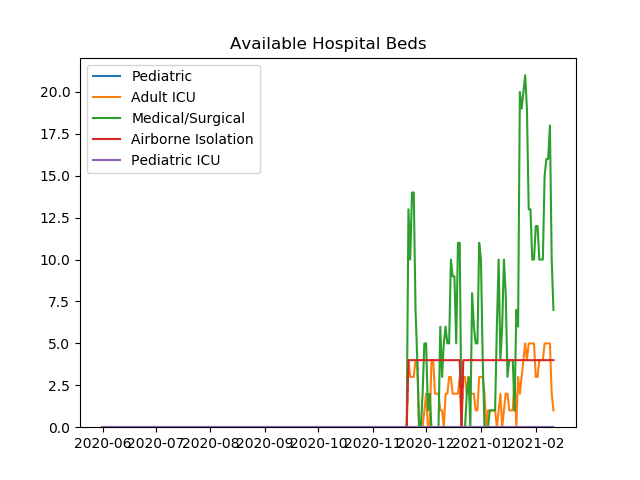 Available Hospital Beds
Pediatric
Adult ICU
Medical/Surgical
Airborne Isolation
Pediatric ICU
20.0
17.5
15.0
12.5
10.0
7.5
5.0
2.5
0.0
2020-06 2020-07 2020-08 2020-09 2020-10 2020-11 2020-12 2021-01 2021-02